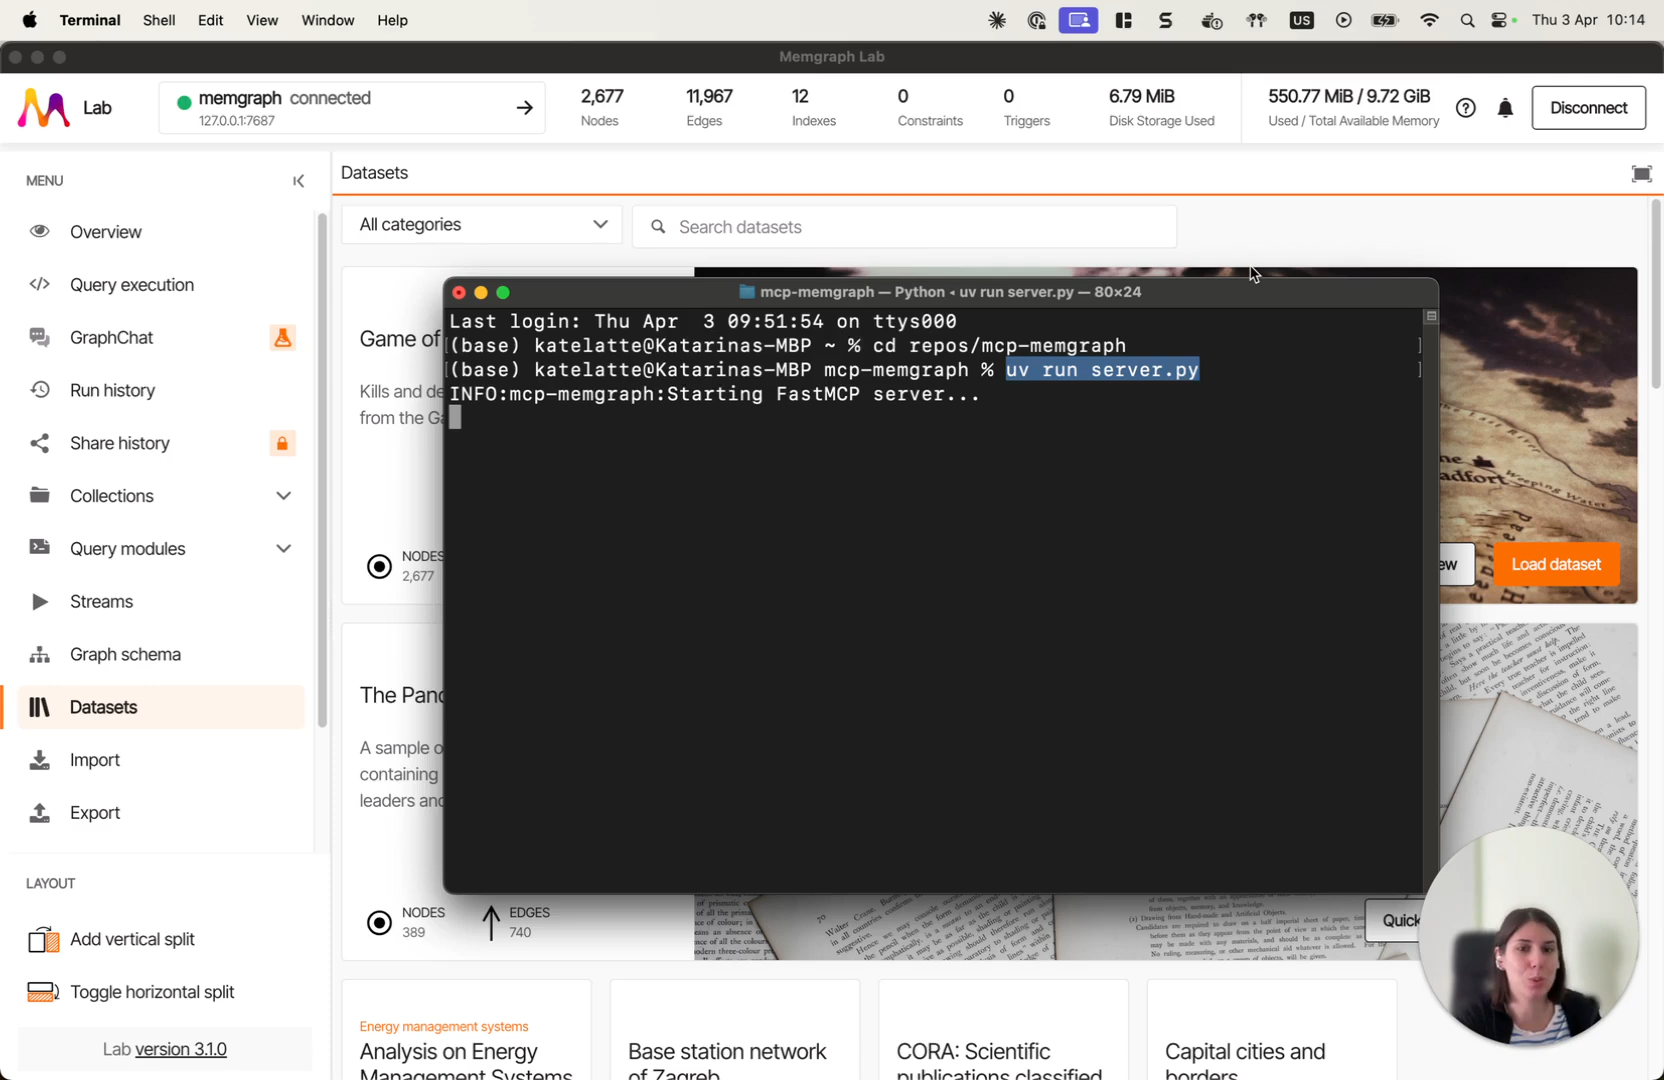 Terminal Shell Edit View Window Help US Thu 3 Apr 10:14
Memgraph Lab
Lab
memgraph connected
127.0.0.1:7687
2,677
Nodes
11,967
Edges
12
Indexes
0
Constraints
0
Triggers
6.79 MiB
Disk Storage Used
550.77 MiB / 9.72 GiB
Used / Total Available Memory
Disconnect
MENU
Overview
Query execution
GraphChat
Run history
Share history
Collections
Query modules
Streams
Graph schema
Datasets
Import
Export
LAYOUT
Add vertical split
Toggle horizontal split
Lab version 3.1.0
Datasets
All categories
Search datasets
Game of
Kills and de
from the Ga
NODES
2,677
ew
Load dataset
mcp-memgraph — Python ◂ uv run server.py — 80×24
Last login: Thu Apr  3 09:51:54 on ttys000
[(base) katelatte@Katarinas-MBP ~ % cd repos/mcp-memgraph ]
[(base) katelatte@Katarinas-MBP mcp-memgraph % uv run server.py ]
INFO:mcp-memgraph:Starting FastMCP server...
adfort
Weeping Water
The Pand
A sample o
containing
leaders and
NODES
389
EDGES
740
Quick
Energy management systems
Analysis on Energy
Management Systems
Base station network
of Zagreb
CORA: Scientific
publications classified
Capital cities and
borders